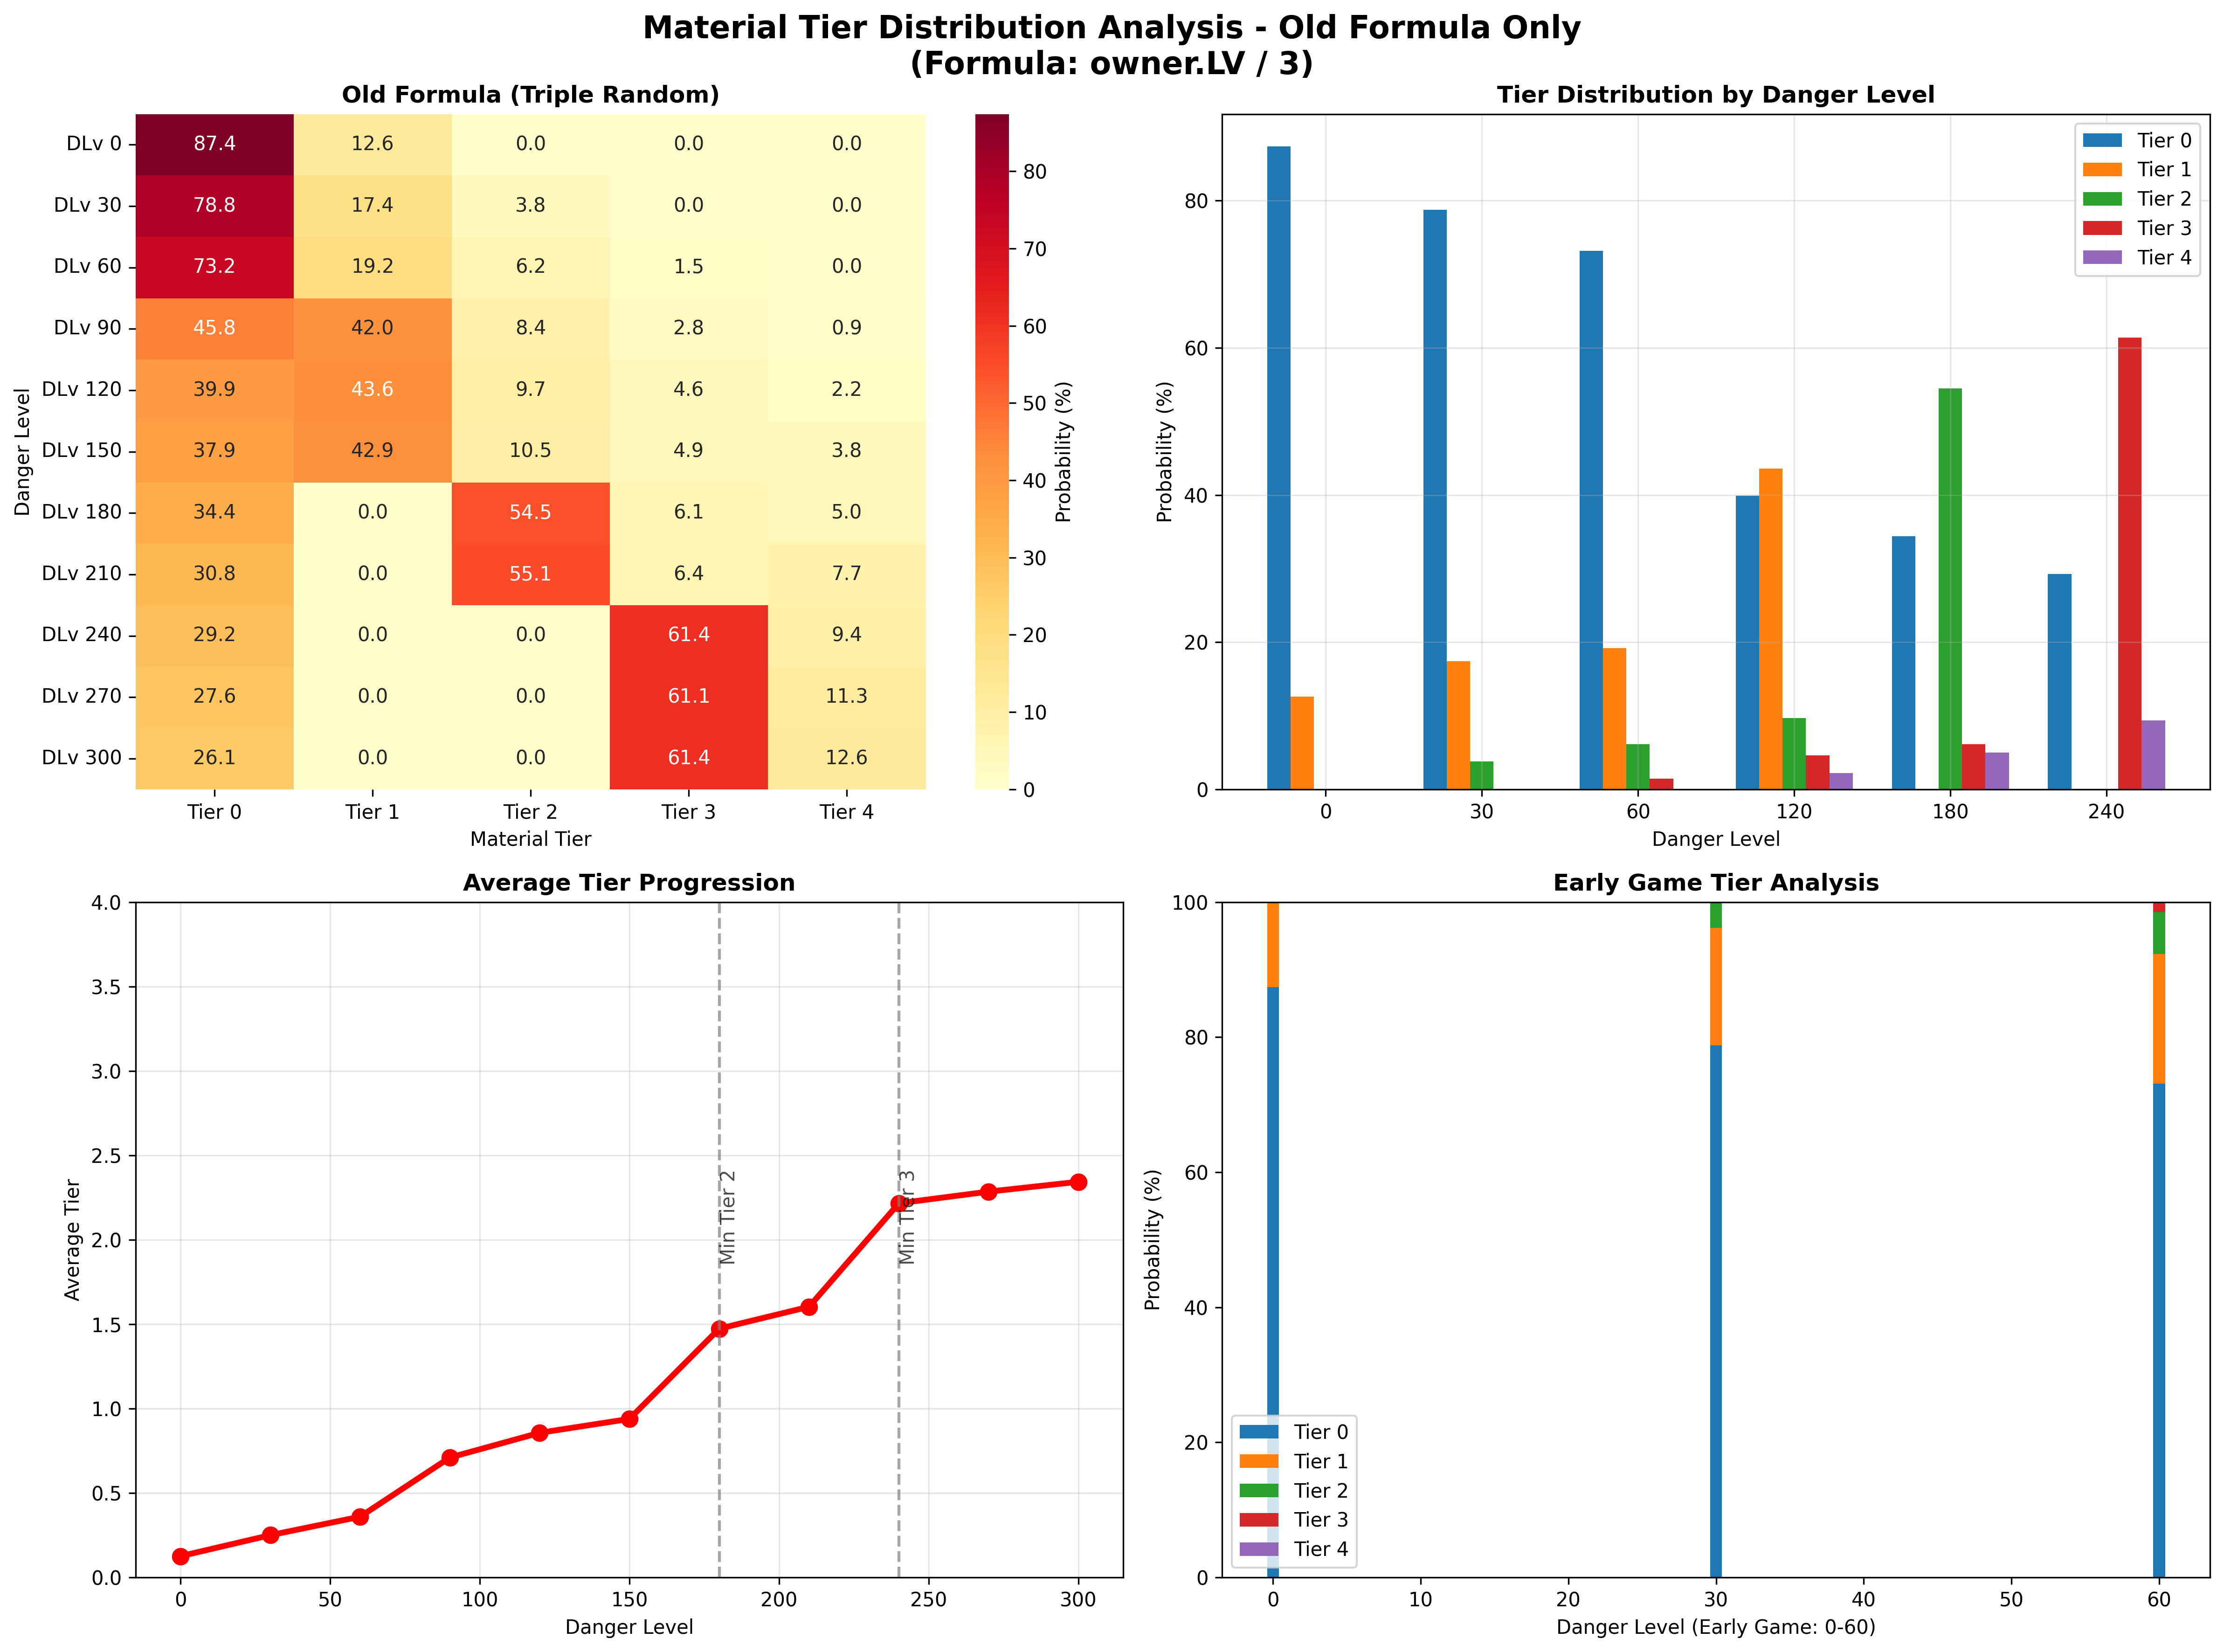 Material Tier Distribution Analysis - Old Formula Only
(Formula: owner.LV / 3)
Old Formula (Triple Random)
Danger Level
DLv 0 87.4 12.6 0.0 0.0 0.0
DLv 30 78.8 17.4 3.8 0.0 0.0
DLv 60 73.2 19.2 6.2 1.5 0.0
DLv 90 45.8 42.0 8.4 2.8 0.9
DLv 120 39.9 43.6 9.7 4.6 2.2
DLv 150 37.9 42.9 10.5 4.9 3.8
DLv 180 34.4 0.0 54.5 6.1 5.0
DLv 210 30.8 0.0 55.1 6.4 7.7
DLv 240 29.2 0.0 0.0 61.4 9.4
DLv 270 27.6 0.0 0.0 61.1 11.3
DLv 300 26.1 0.0 0.0 61.4 12.6
Tier 0 Tier 1 Tier 2 Tier 3 Tier 4
Material Tier
80
70
60
50
40
30
20
10
0
Probability (%)
Tier Distribution by Danger Level
Probability (%)
80
60
40
20
0
Tier 0
Tier 1
Tier 2
Tier 3
Tier 4
0 30 60 120 180 240
Danger Level
Average Tier Progression
Average Tier
4.0
3.5
3.0
2.5
2.0
1.5
1.0
0.5
0.0
Min Tier 2
Min Tier 3
0 50 100 150 200 250 300
Danger Level
Early Game Tier Analysis
Probability (%)
100
80
60
40
20
0
Tier 0
Tier 1
Tier 2
Tier 3
Tier 4
0 10 20 30 40 50 60
Danger Level (Early Game: 0-60)